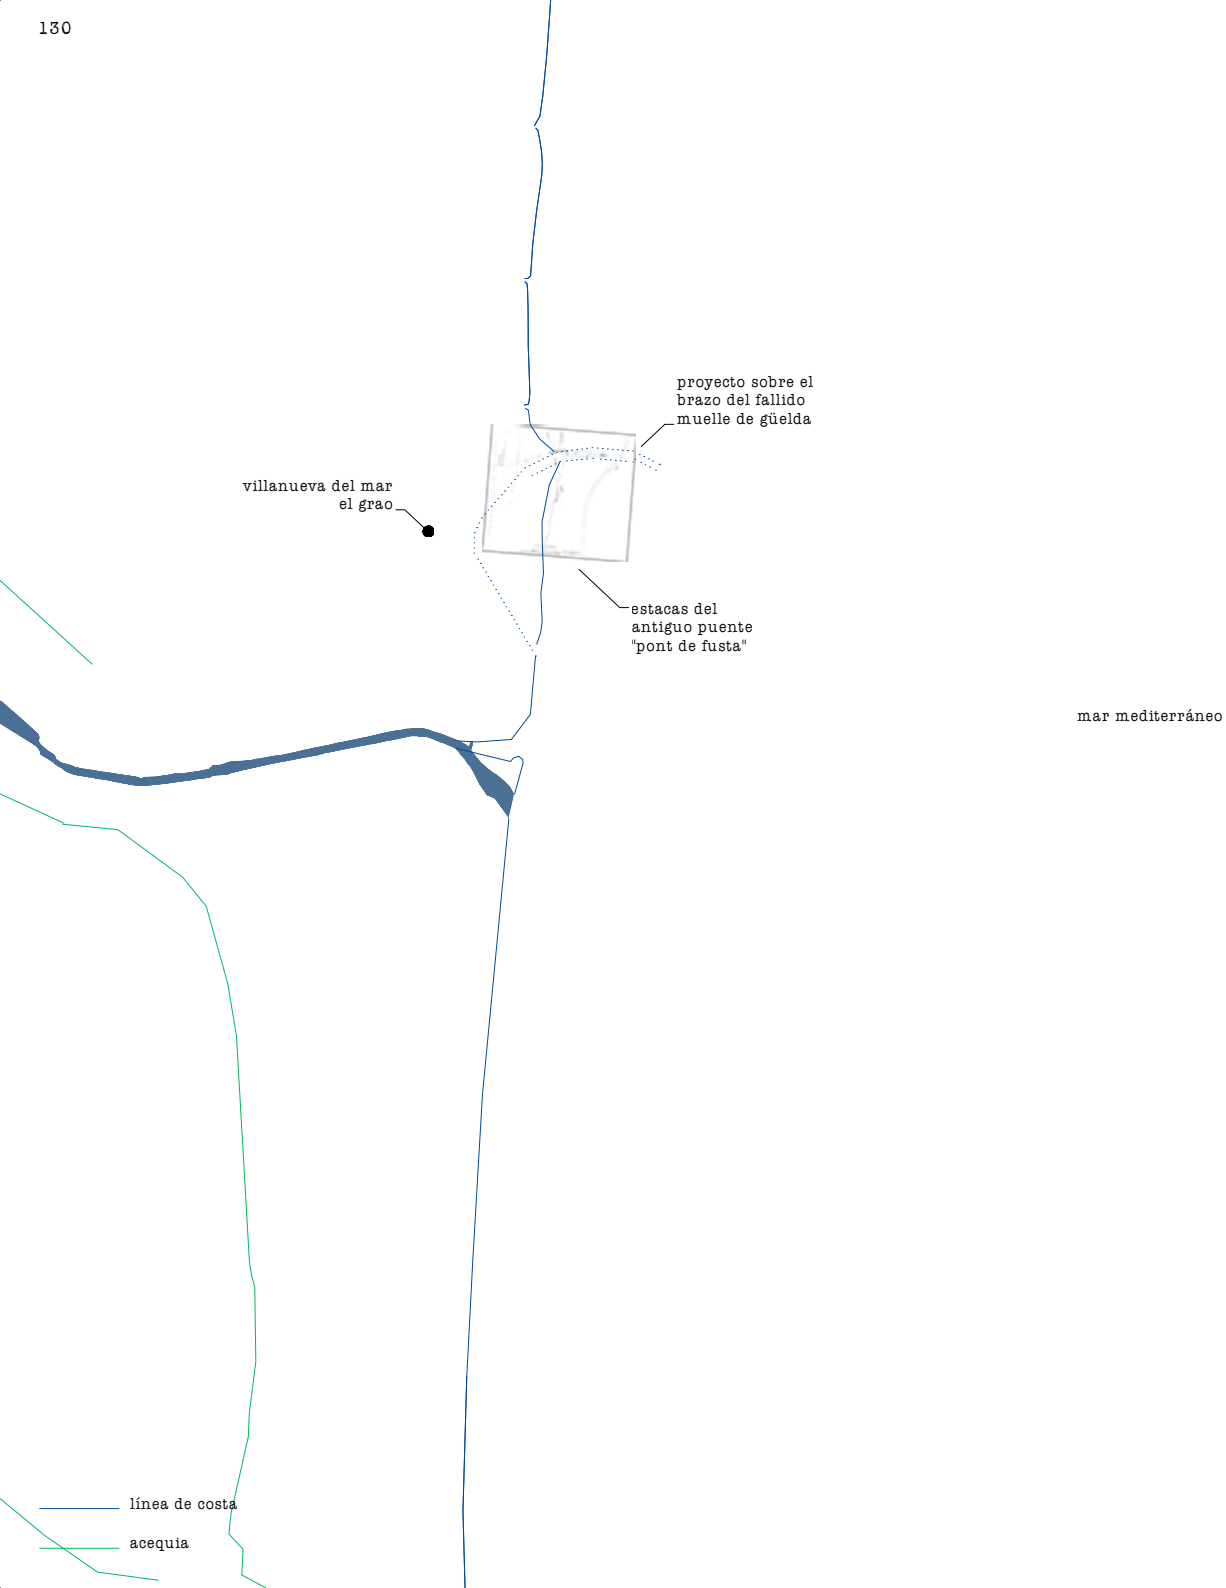 130
proyecto sobre el
brazo del fallido
muelle de güelda
villanueva del mar
el grao
estacas del
antiguo puente
"pont de fusta"
mar mediterráneo
línea de costa
acequia